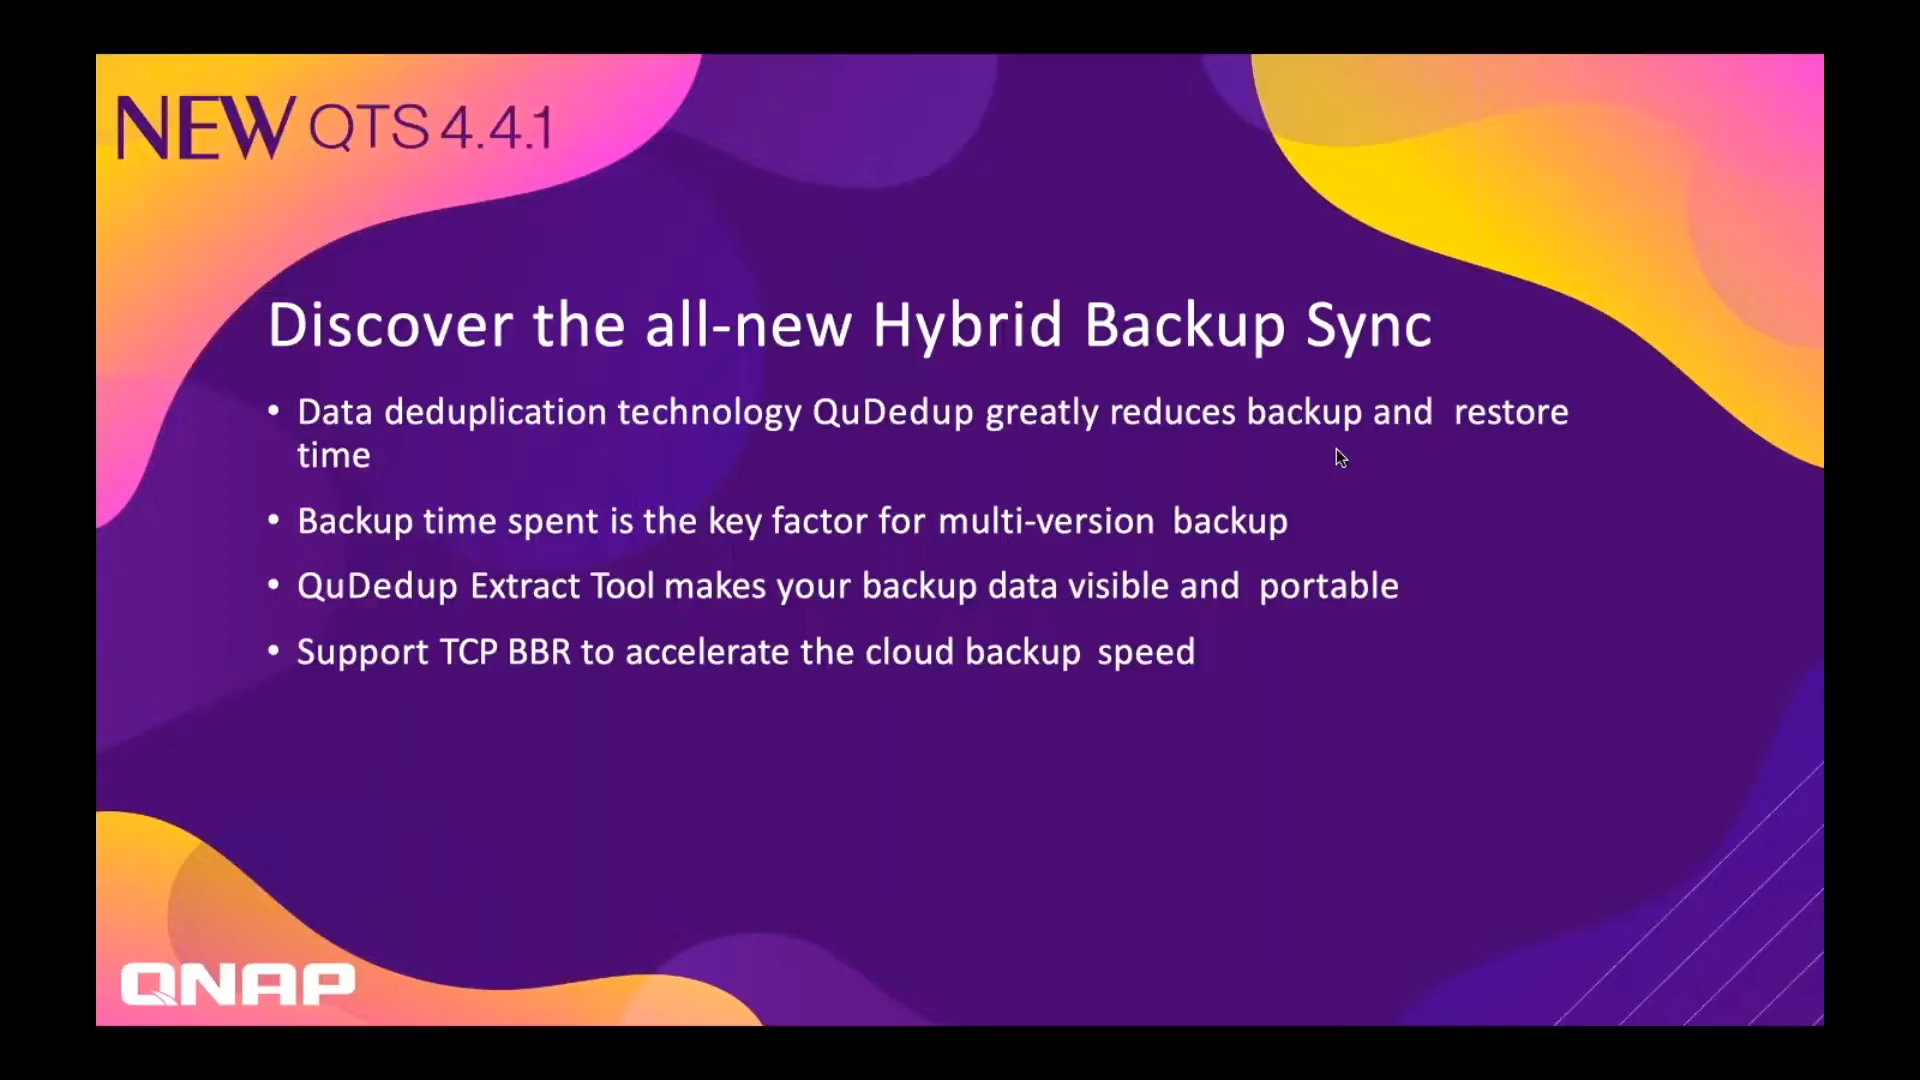 NEW QTS 4.4.1
Discover the all-new Hybrid Backup Sync
• Data deduplication technology QuDedup greatly reduces backup and restore
time
• Backup time spent is the key factor for multi-version backup
• QuDedup Extract Tool makes your backup data visible and portable
• Support TCP BBR to accelerate the cloud backup speed
QNAP